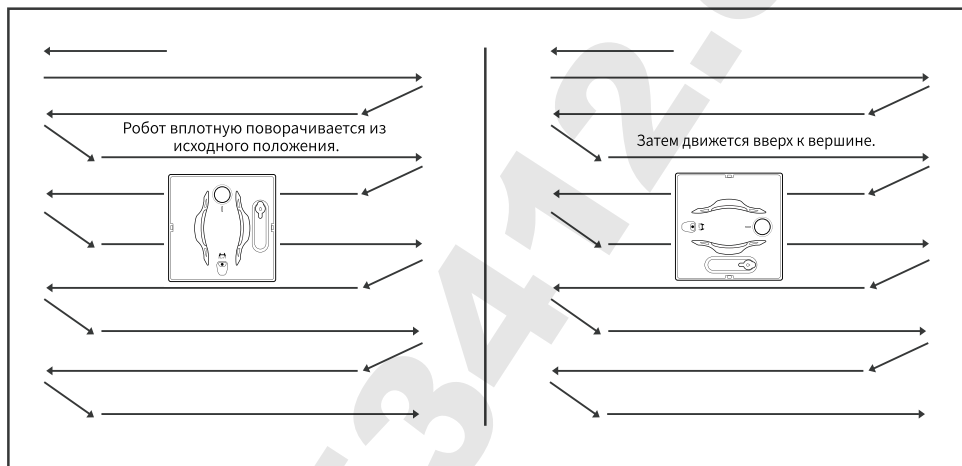 Робот вплотную поворачивается из
исходного положения.
Затем движется вверх к вершине.